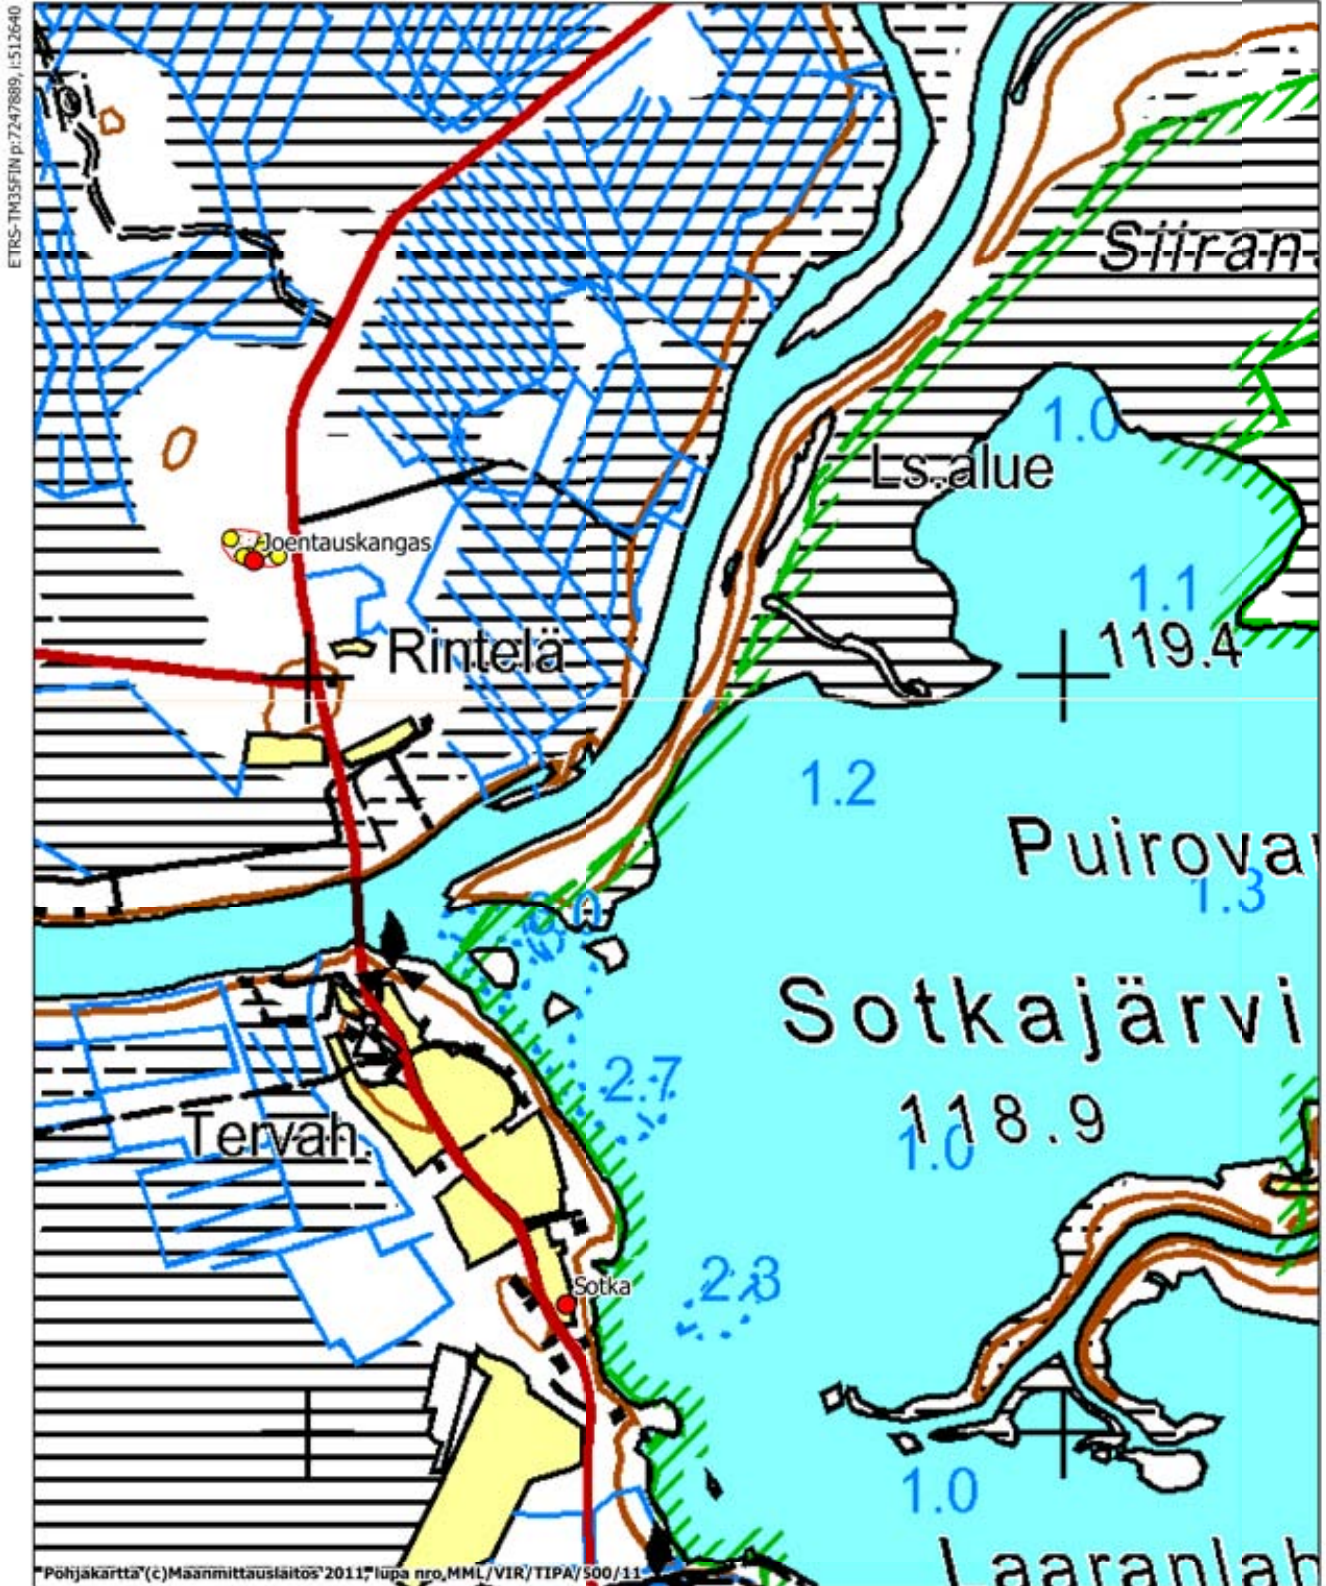 ETRS-TM35FIN p:7247889, i:512640
Siiran
1.0
Ls.alue
Joentauskangas
1.1
Rintelä
119.4
1.2
Puirova
1.3
Sotkajärvi
2.7
118.9
1.0
Tervah.
2.3
Sotka
1.0
Laaranlah
Pohjakartta (c)Maanmittauslaitos 2011, lupa nro MML/VIR/TIPA/500/11